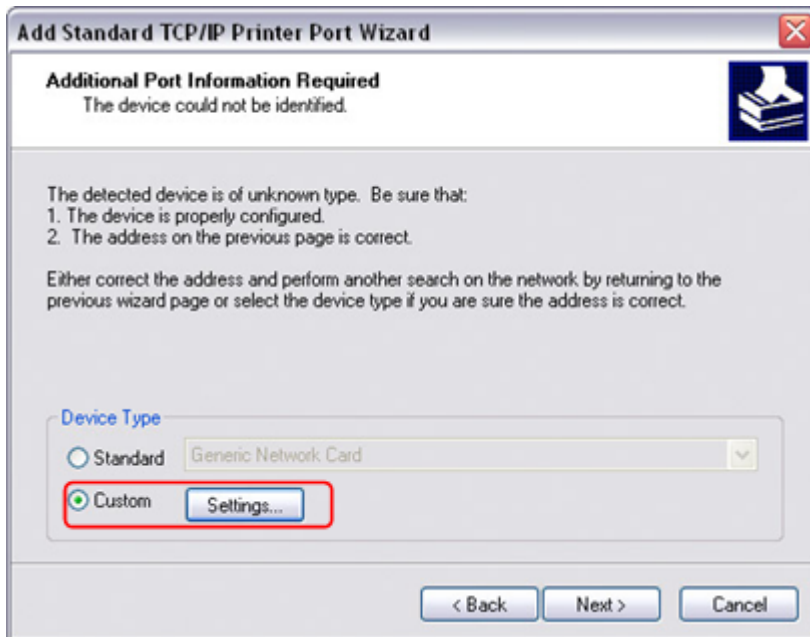 Add Standard TCP/IP Printer Port Wizard
Additional Port Information Required
The device could not be identified.
The detected device is of unknown type. Be sure that:
1. The device is properly configured.
2. The address on the previous page is correct.
Either correct the address and perform another search on the network by returning to the
previous wizard page or select the device type if you are sure the address is correct.
Device Type
Standard Generic Network Card
Custom Settings...
< Back Next > Cancel